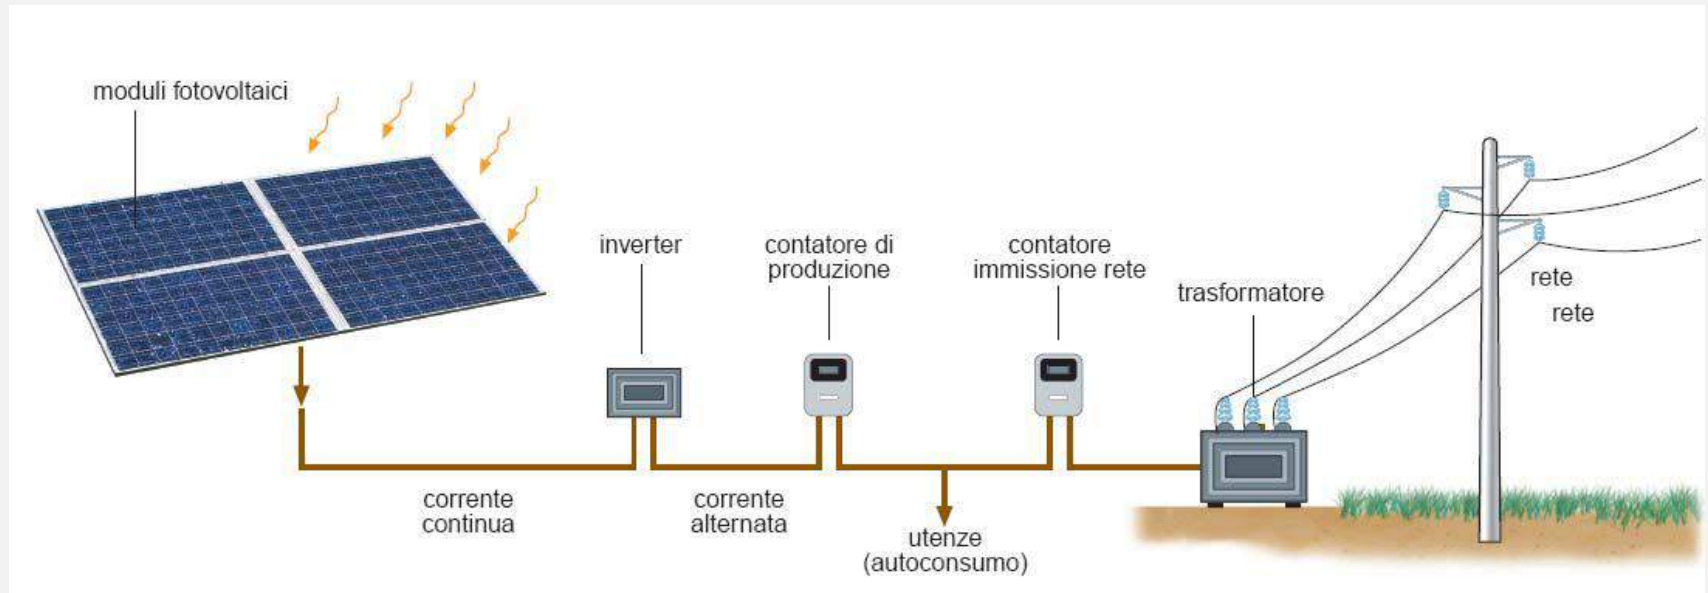 moduli fotovoltaici
inverter
contatore di
produzione
contatore
immissione rete
trasformatore
rete
rete
corrente
continua
corrente
alternata
utenze
(autoconsumo)